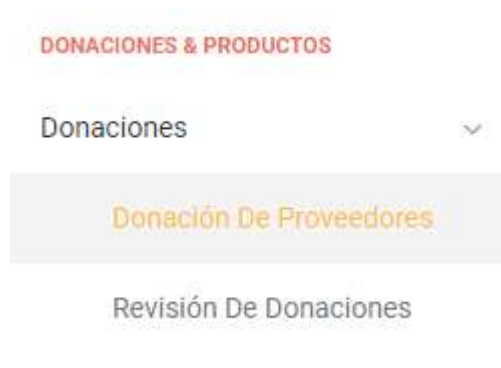 DONACIONES & PRODUCTOS
Donaciones
Donación De Proveedores
Revisión De Donaciones